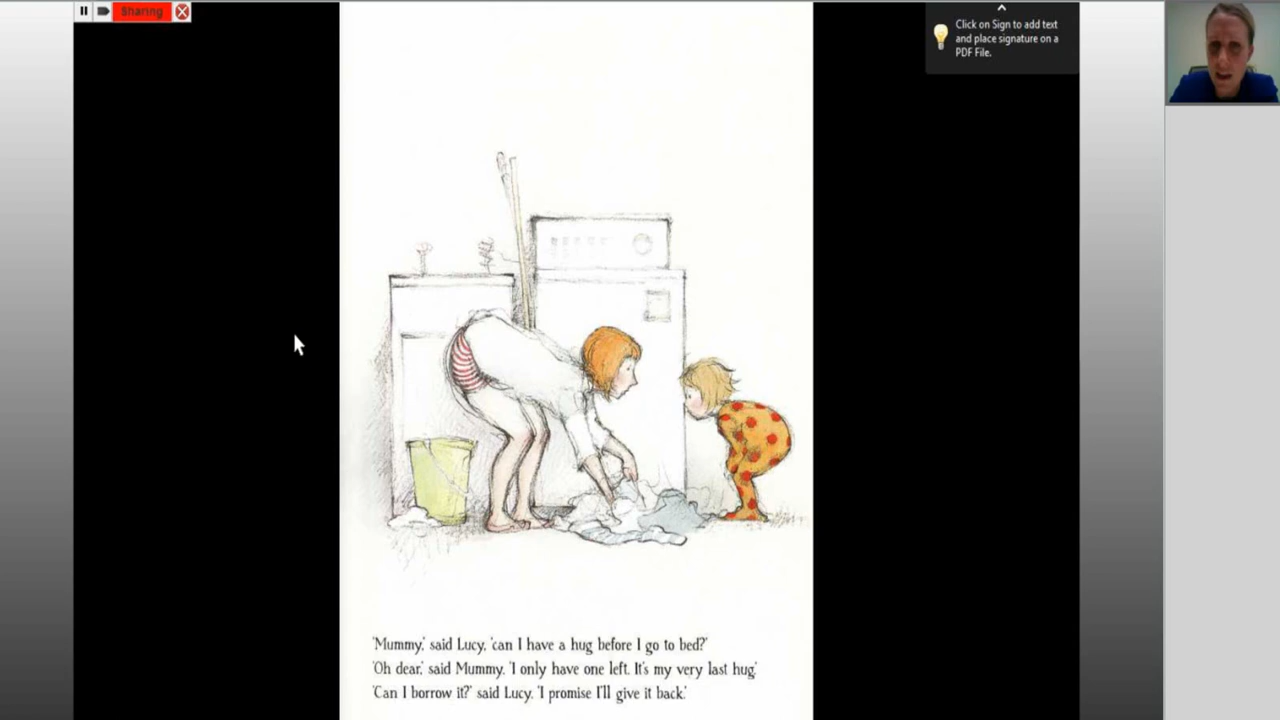 Sharing
Click on Sign to add text
and place signature on a
PDF File.
'Mummy,' said Lucy, 'can I have a hug before I go to bed?'
'Oh dear,' said Mummy. 'I only have one left. It's my very last hug.'
'Can I borrow it?' said Lucy. 'I promise I'll give it back.'